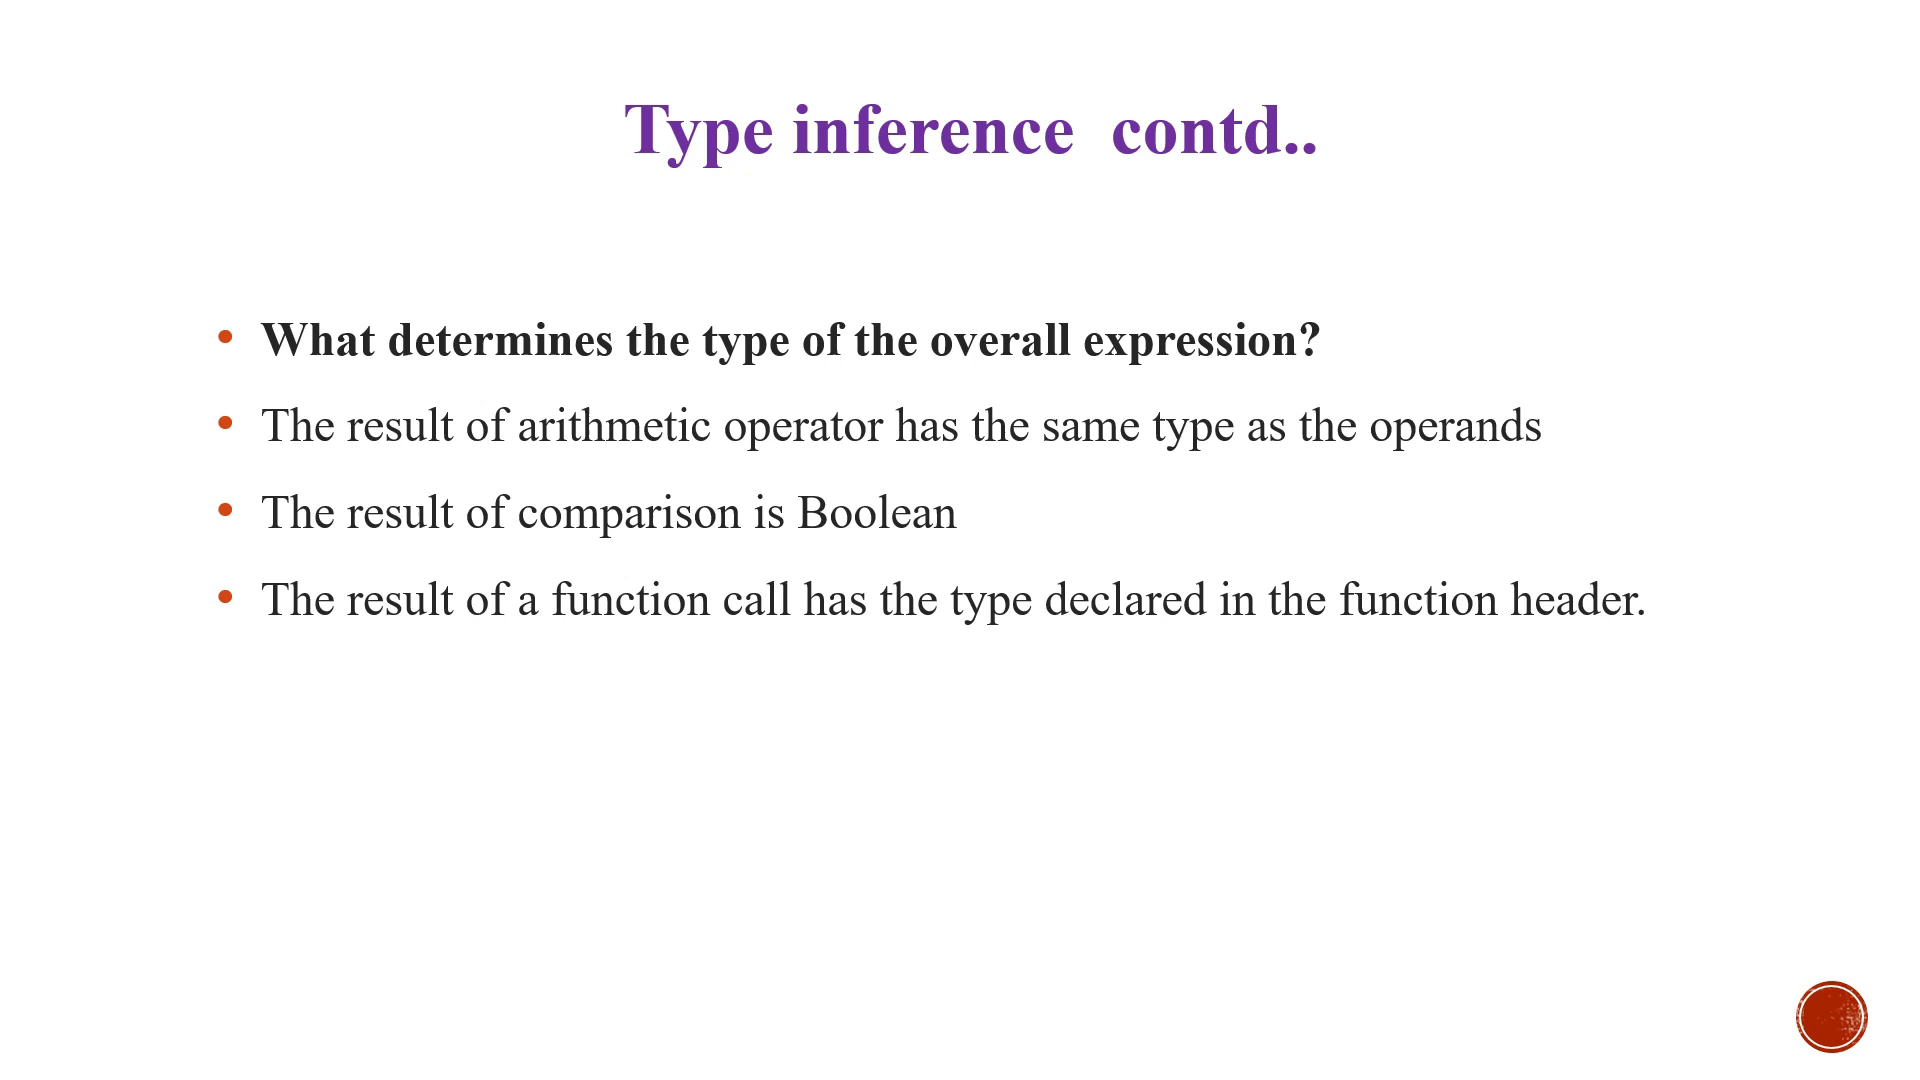 Type inference  contd..
• What determines the type of the overall expression?
• The result of arithmetic operator has the same type as the operands
• The result of comparison is Boolean
• The result of a function call has the type declared in the function header.